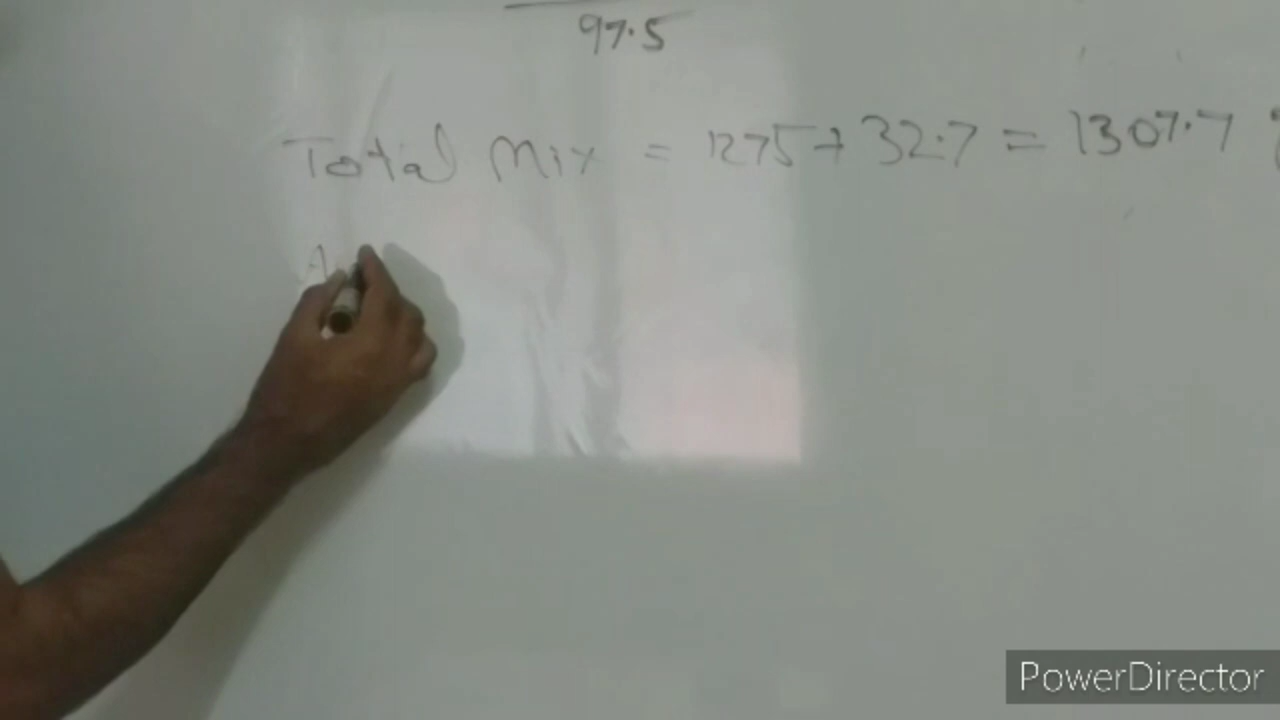 97.5
Total Mix = 1275 + 32.7 = 1307.7
A
PowerDirector